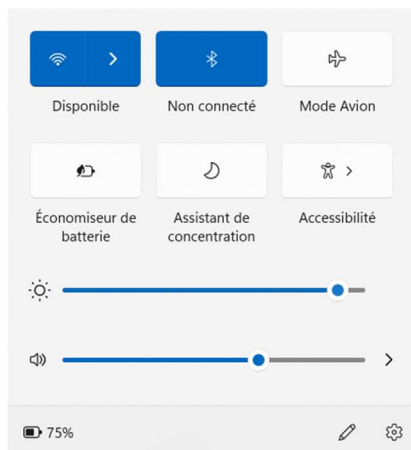 Disponible
Non connecté
Mode Avion
Économiseur de
batterie
Assistant de
concentration
Accessibilité
75%